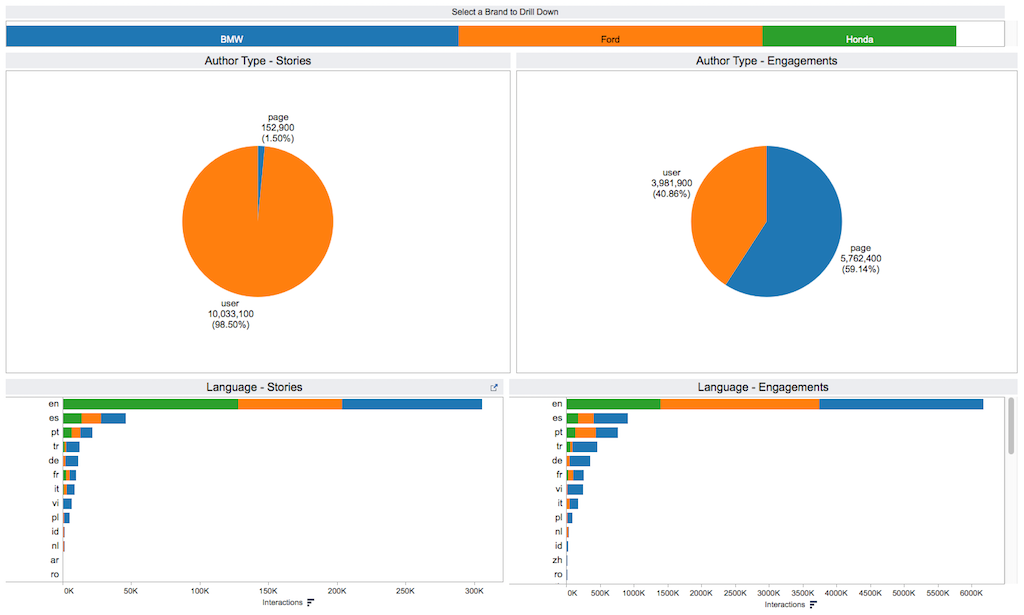 Select a Brand to Drill Down
BMW
Ford
Honda
Author Type - Stories
page
152,900
(1.50%)
user
10,033,100
(98.50%)
Author Type - Engagements
user
3,981,900
(40.86%)
page
5,762,400
(59.14%)
Language - Stories
en
es
pt
tr
de
fr
it
vi
pl
id
nl
ar
ro
0K 50K 100K 150K 200K 250K 300K
Interactions
Language - Engagements
en
es
pt
tr
de
fr
vi
it
pl
nl
id
zh
ro
0K 500K 1000K 1500K 2000K 2500K 3000K 3500K 4000K 4500K 5000K 5500K 6000K
Interactions